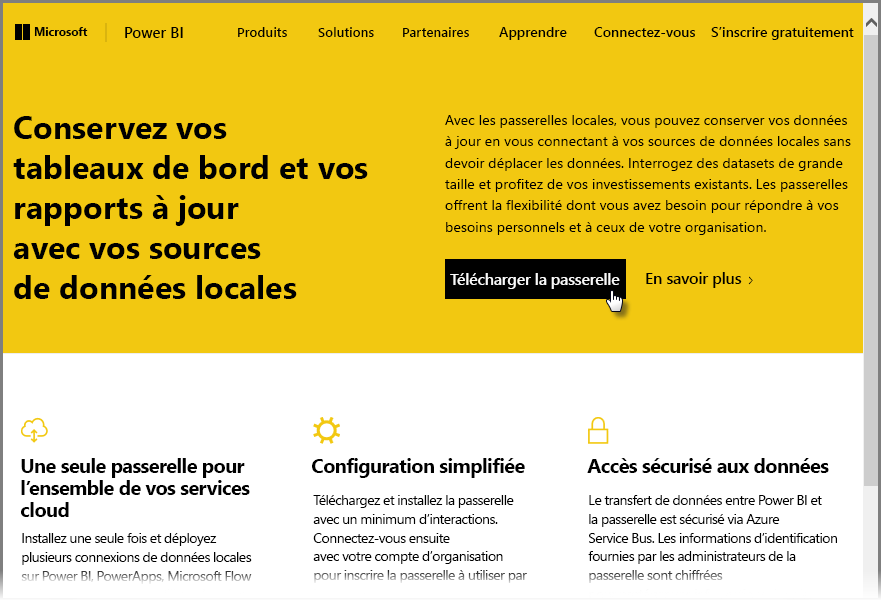 Microsoft
Power BI
Produits
Solutions
Partenaires
Apprendre
Connectez-vous
S'inscrire gratuitement
Conservez vos
tableaux de bord et vos
rapports à jour
avec vos sources
de données locales
Avec les passerelles locales, vous pouvez conserver vos données
à jour en vous connectant à vos sources de données locales sans
devoir déplacer les données. Interrogez des datasets de grande
taille et profitez de vos investissements existants. Les passerelles
offrent la flexibilité dont vous avez besoin pour répondre à vos
besoins personnels et à ceux de votre organisation.
Télécharger la passerelle
En savoir plus
Une seule passerelle pour
l'ensemble de vos services
cloud
Installez une seule fois et déployez
plusieurs connexions de données locales
sur Power BI, PowerApps, Microsoft Flow
Configuration simplifiée
Téléchargez et installez la passerelle
avec un minimum d'interactions.
Connectez-vous ensuite
avec votre compte d'organisation
pour inscrire la passerelle à utiliser par
Accès sécurisé aux données
Le transfert de données entre Power BI et
la passerelle est sécurisé via Azure
Service Bus. Les informations d'identification
fournies par les administrateurs de la
passerelle sont chiffrées